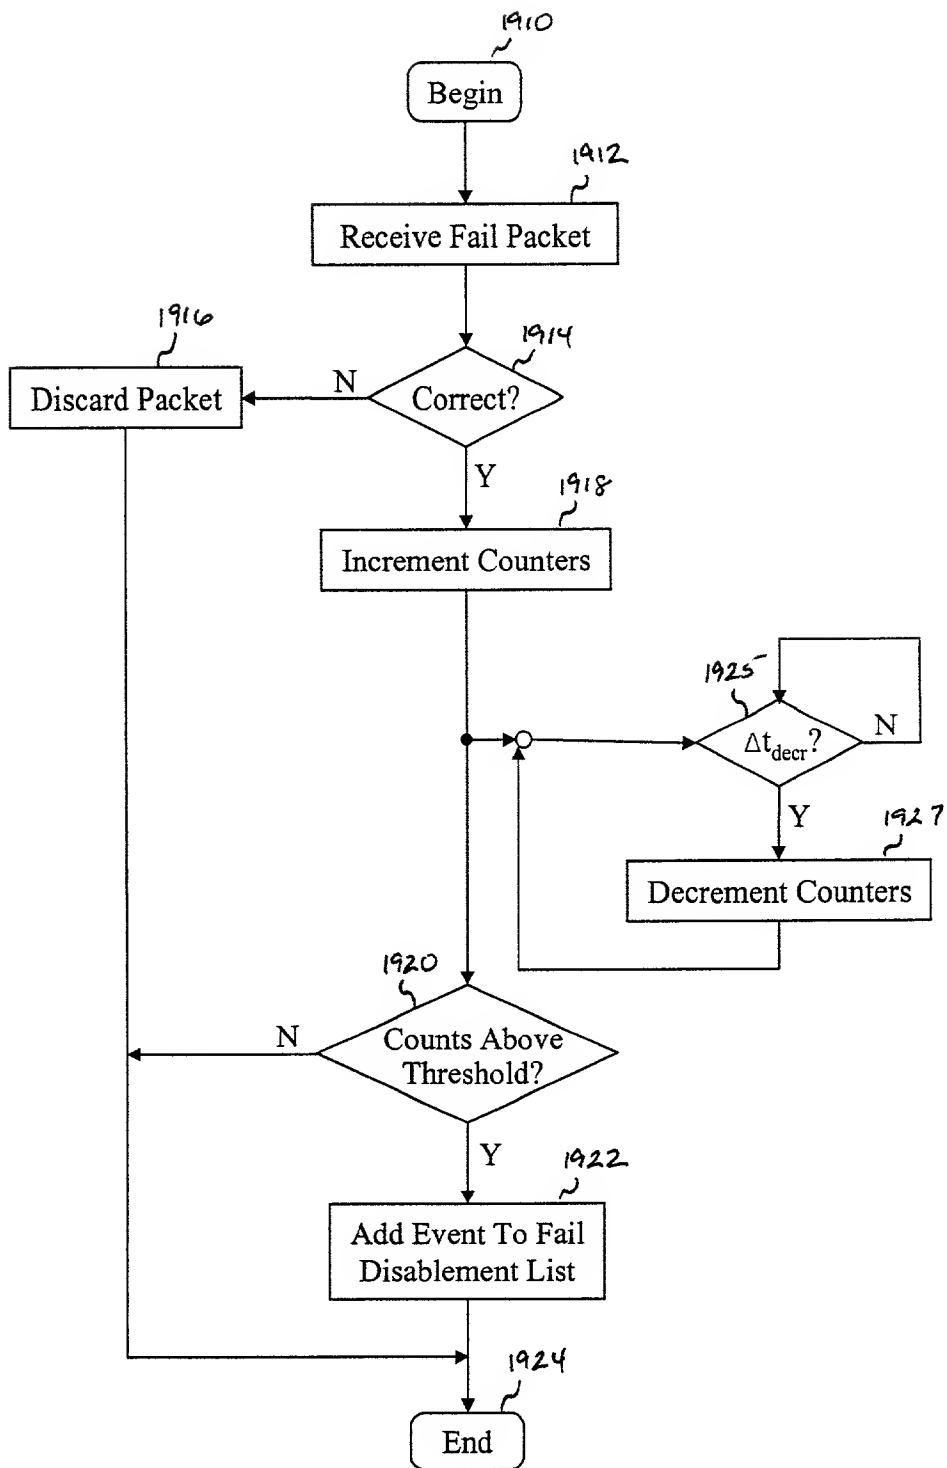 1910
Begin
1912
Receive Fail Packet
1916
1914
Discard Packet
N
Correct?
Y
1918
Increment Counters
1925
Δt_decr?
N
Y
1927
Decrement Counters
1920
N
Counts Above
Threshold?
Y
1922
Add Event To Fail
Disablement List
1924
End